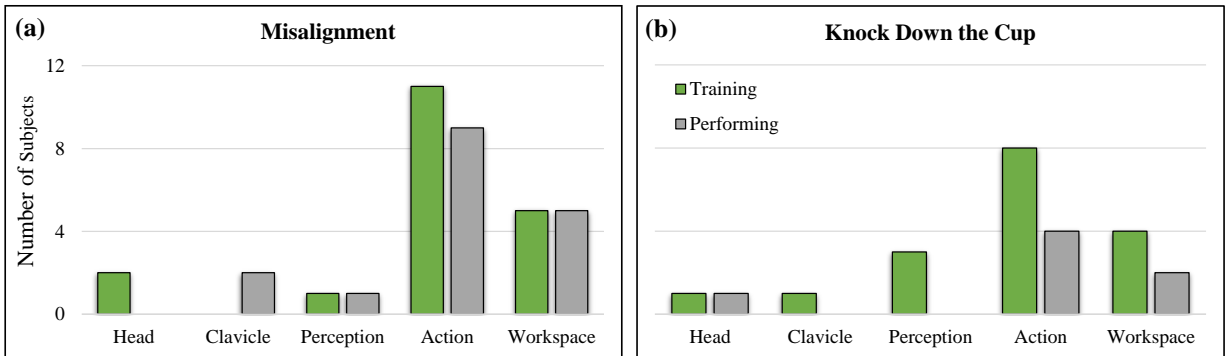 (a)
Misalignment
Number of Subjects
12
8
4
0
Head Clavicle Perception Action Workspace
(b)
Knock Down the Cup
Training
Performing
Head Clavicle Perception Action Workspace